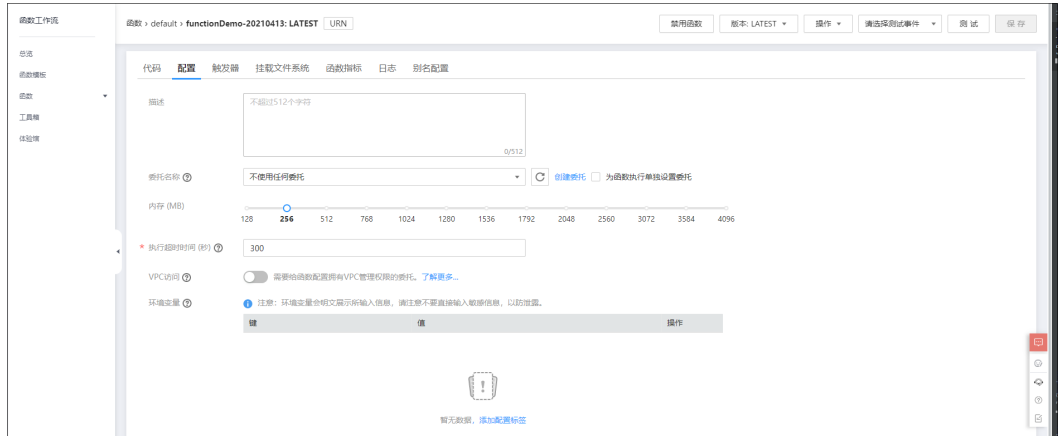 函数工作流
函数 › default › functionDemo-20210413: LATEST URN
禁用函数 版本: LATEST 操作 请选择测试事件 测 试 保 存
总览
函数模板
函数
工具箱
体验馆
代码 配置 触发器 挂载文件系统 函数指标 日志 别名配置
描述
不超过512个字符
0/512
委托名称 不使用任何委托 创建委托 为函数执行单独设置委托
内存 (MB)
128 256 512 768 1024 1280 1536 1792 2048 2560 3072 3584 4096
* 执行超时时间 (秒) 300
VPC访问 需要给函数配置拥有VPC管理权限的委托。了解更多...
环境变量 注意：环境变量会明文展示所输入信息，请注意不要直接输入敏感信息，以防泄露。
键 值 操作
暂无数据，添加配置标签